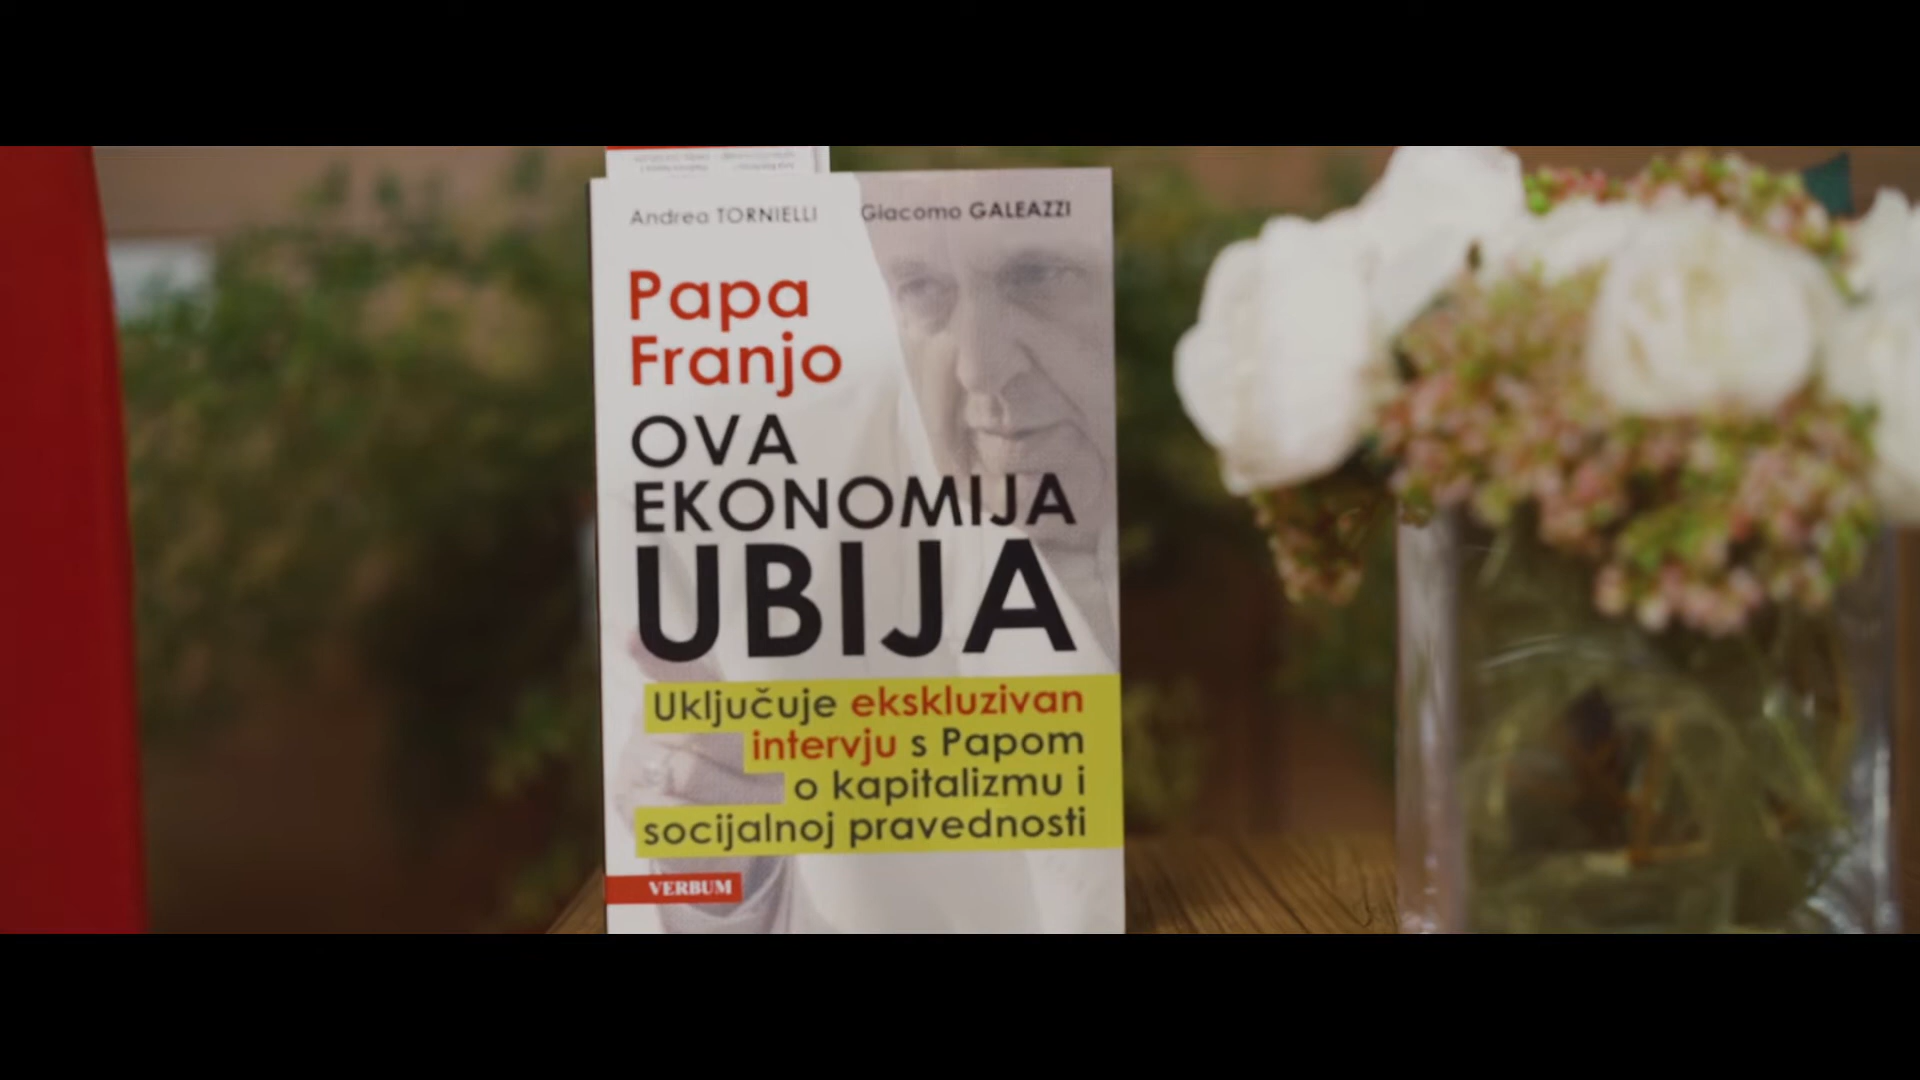 Andrea TORNIELLI Giacomo GALEAZZI
Papa
Franjo
OVA
EKONOMIJA
UBIJA
Uključuje ekskluzivan
intervju s Papom
o kapitalizmu i
socijalnoj pravednosti
VERBUM